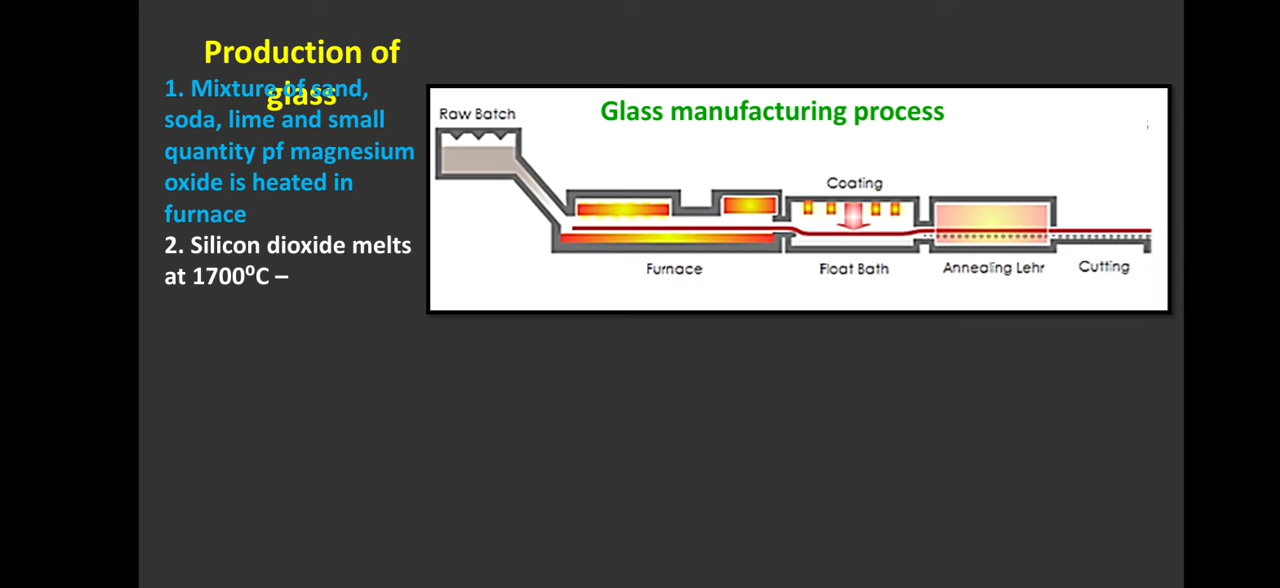 Production of
glass
1. Mixture of sand,
soda, lime and small
quantity pf magnesium
oxide is heated in
furnace
2. Silicon dioxide melts
at 1700⁰C –
Glass manufacturing process
Raw Batch
Coating
Furnace
Float Bath
Annealing Lehr
Cutting